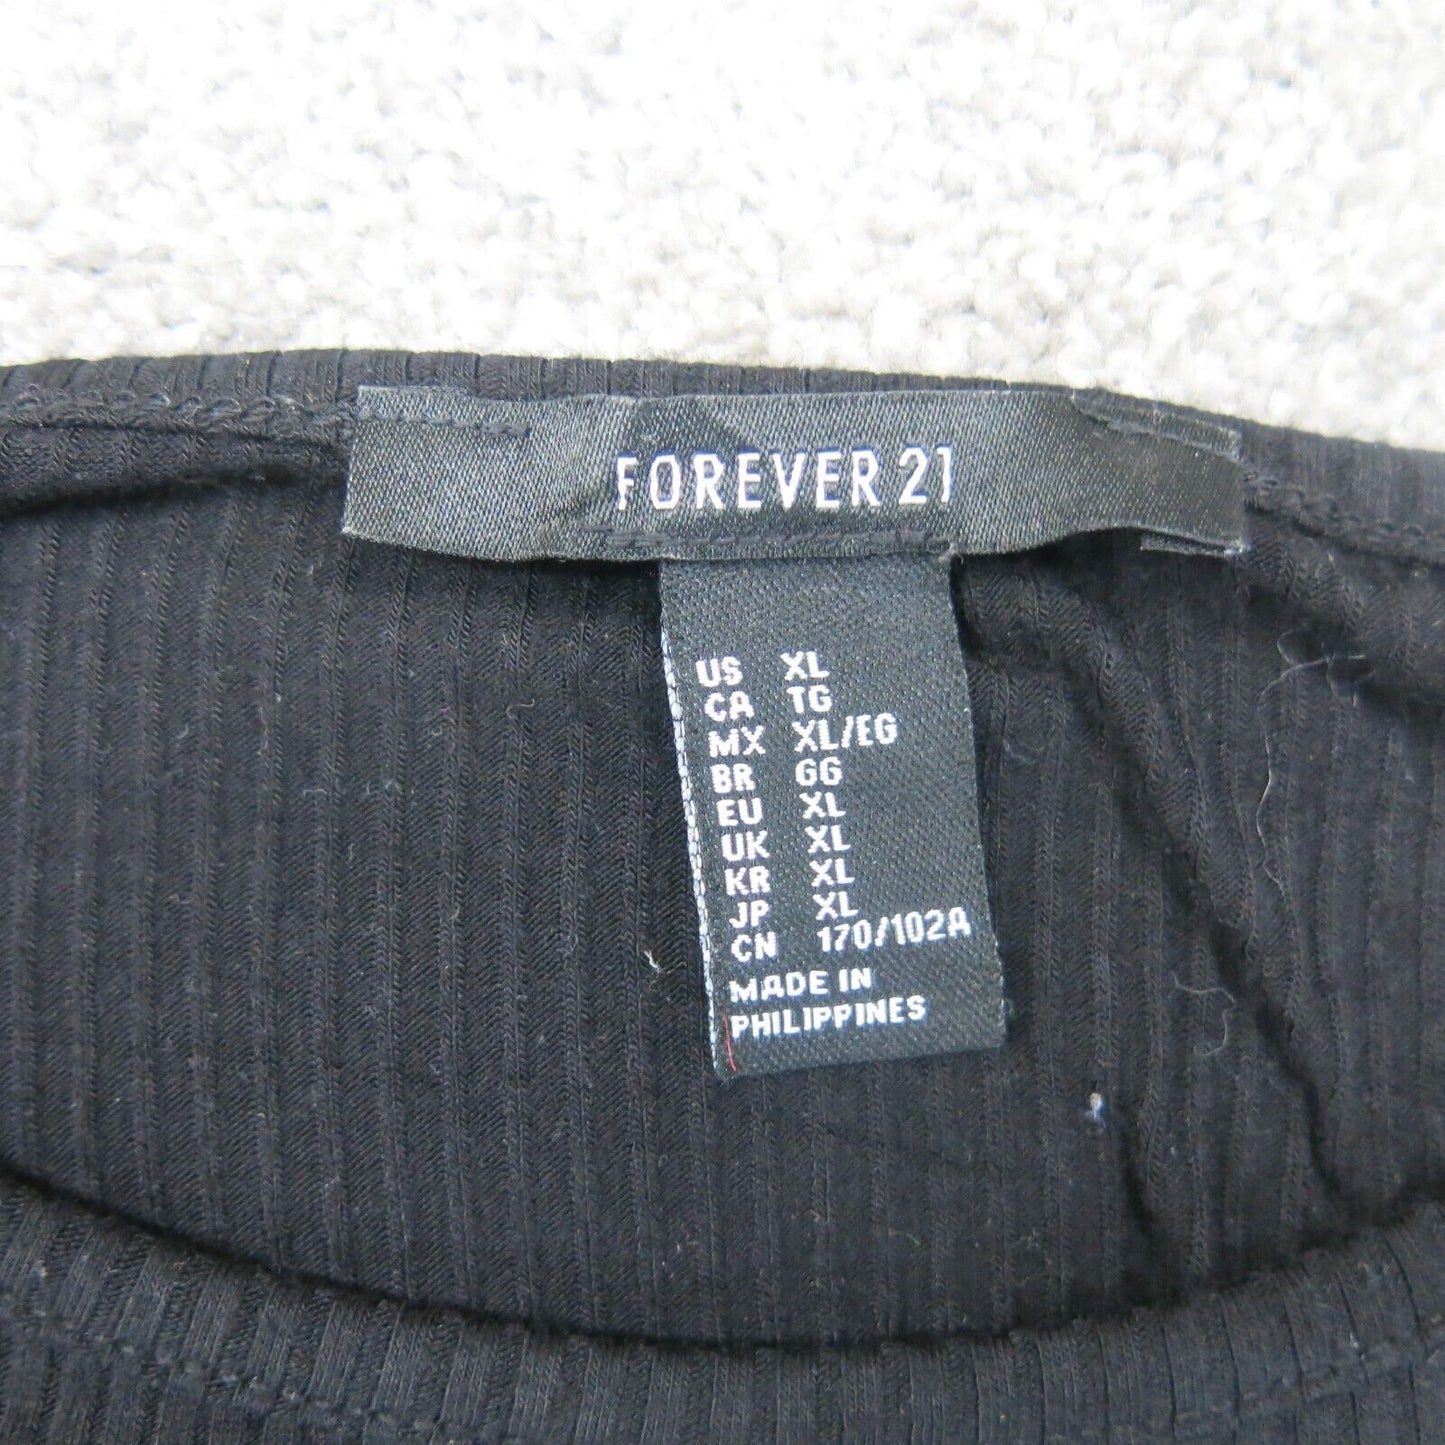 FOREVER 21
US XL
CA TG
MX XL/EG
BR GG
EU XL
UK XL
KR XL
JP XL
CN 170/102A
MADE IN
PHILIPPINES